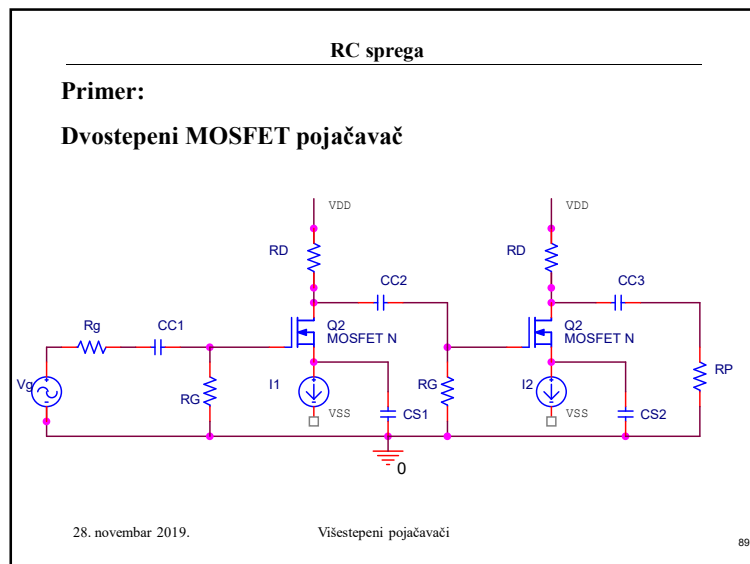 RC sprega
Primer:
Dvostepeni MOSFET pojačavač
VDD
VDD
RD
RD
CC2
CC3
Rg
CC1
Q2
MOSFET N
Q2
MOSFET N
Vg
RG
I1
RG
I2
RP
VSS
CS1
VSS
CS2
0
28. novembar 2019.
Višestepeni pojačavači
89